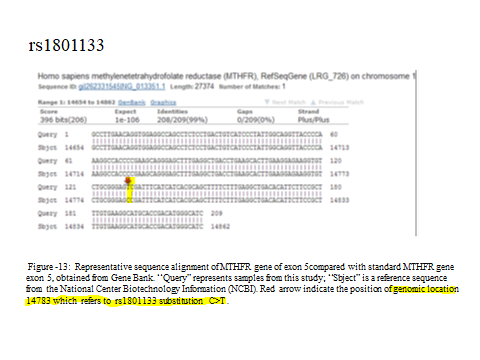 rs1801133
Homo sapiens methylenetetrahydrofolate reductase (MTHFR), RefSeqGene (LRG_726) on chromosome 1
Sequence ID: gi|262331545|NG_013351.1 Length: 27374 Number of Matches: 1
Range 1: 14654 to 14862 GenBank Graphics Next Match Previous Match
Score Expect Identities Gaps Strand
396 bits(206) 1e-106 208/209(99%) 0/209(0%) Plus/Plus
Query 1 GCCTTGAACAGGTGGAGGCCAGCCTCTCCTGACTGTCATCCCTATTGGCAGGTTACCCCA 60
Sbjct 14654 GCCTTGAACAGGTGGAGGCCAGCCTCTCCTGACTGTCATCCCTATTGGCAGGTTACCCCA 14713
Query 61 AAGGCCACCCCGAAGCAGGGAGCTTTGAGGCTGACCTGAAGCACTTGAAGGAGAAGGTGT 120
Sbjct 14714 AAGGCCACCCCGAAGCAGGGAGCTTTGAGGCTGACCTGAAGCACTTGAAGGAGAAGGTGT 14773
Query 121 CTGCGGGAGTCGATTTCATCATCACGCAGCTTTTCTTTGAGGCTGACACATTCTTCCGCT 180
Sbjct 14774 CTGCGGGAGCCGATTTCATCATCACGCAGCTTTTCTTTGAGGCTGACACATTCTTCCGCT 14833
Query 181 TTGTGAAGGCATGCACCGACATGGGCATC 209
Sbjct 14834 TTGTGAAGGCATGCACCGACATGGGCATC 14862
Figure -13: Representative sequence alignment of MTHFR gene of exon 5compared with standard MTHFR gene
exon 5, obtained from Gene Bank. "Query" represents samples from this study; "Sbject" is a reference sequence
from the National Center Biotechnology Information (NCBI). Red arrow indicate the position of genomic location
14783 which refers to rs1801133 substitution C>T .